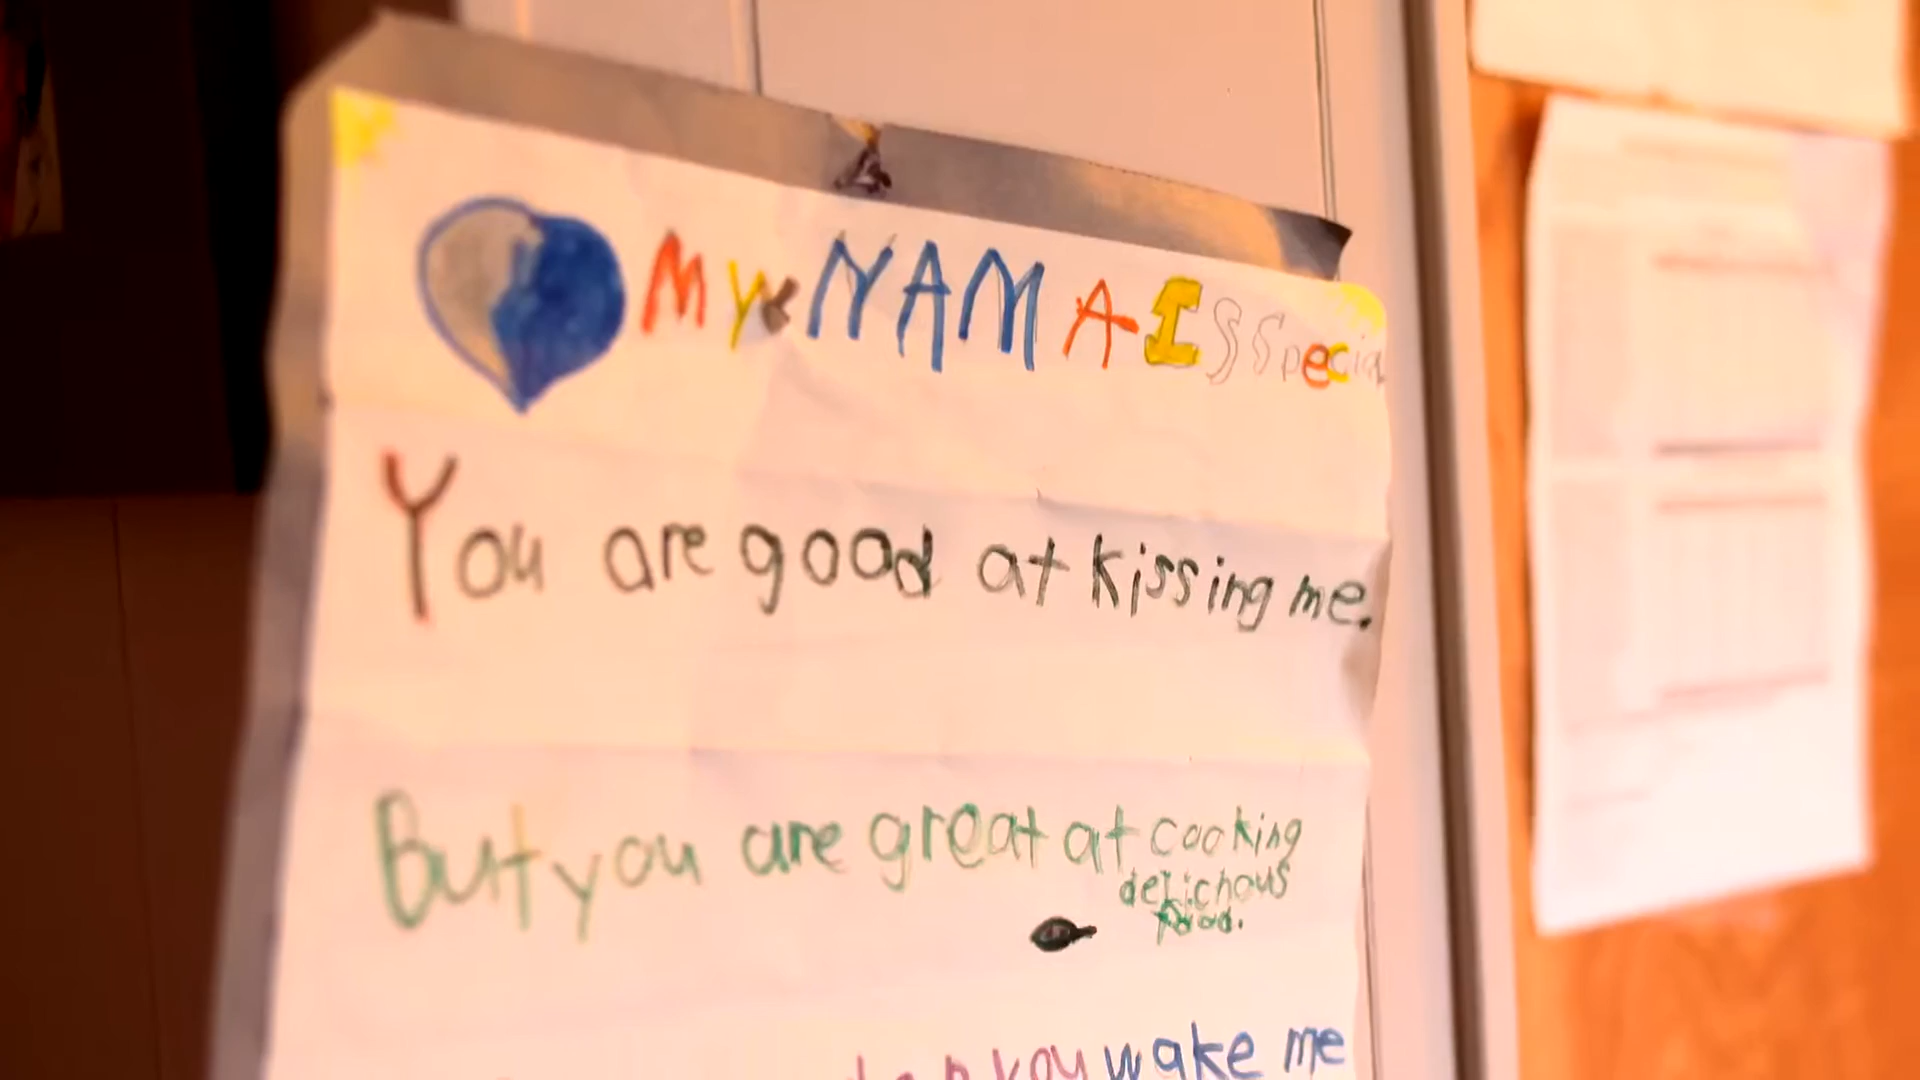 My NAMA IS Special
You are good at kissing me.
But you are great at cooking
delichous
food.
you wake me